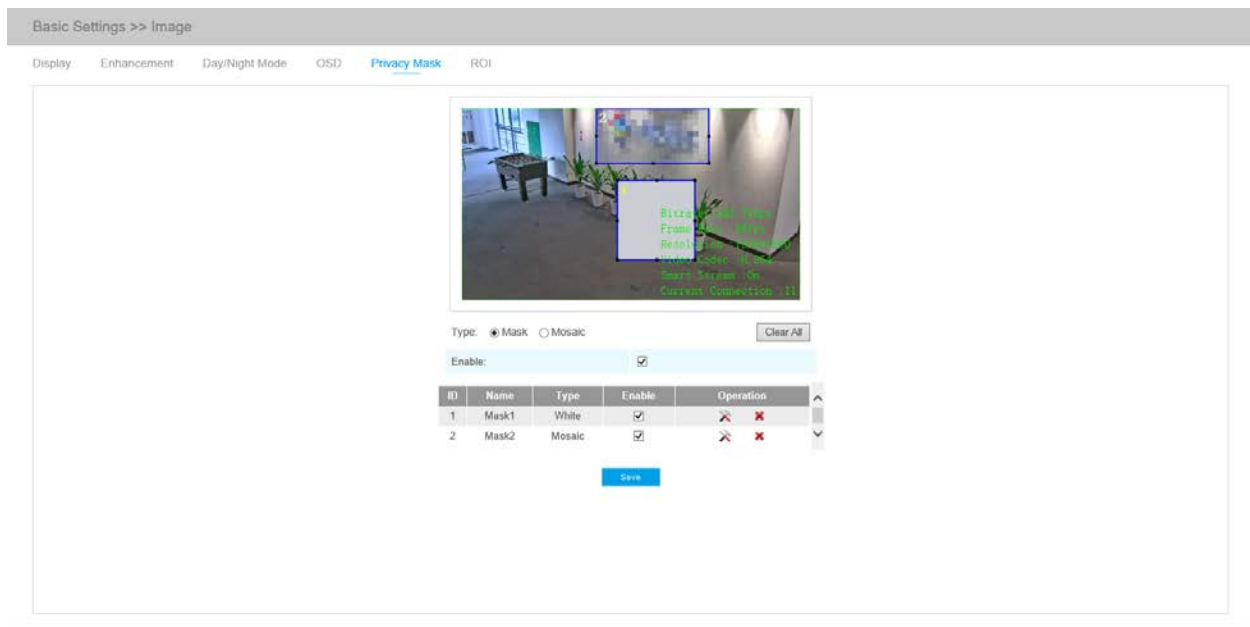 Basic Settings >> Image
Display Enhancement Day/Night Mode OSD Privacy Mask ROI
2
1
Frame
Video Codec :H.264
Smart Stream :On
Current Connection :11
Type: Mask Mosaic Clear All
Enable:
ID Name Type Enable Operation
1 Mask1 White
2 Mask2 Mosaic
Save